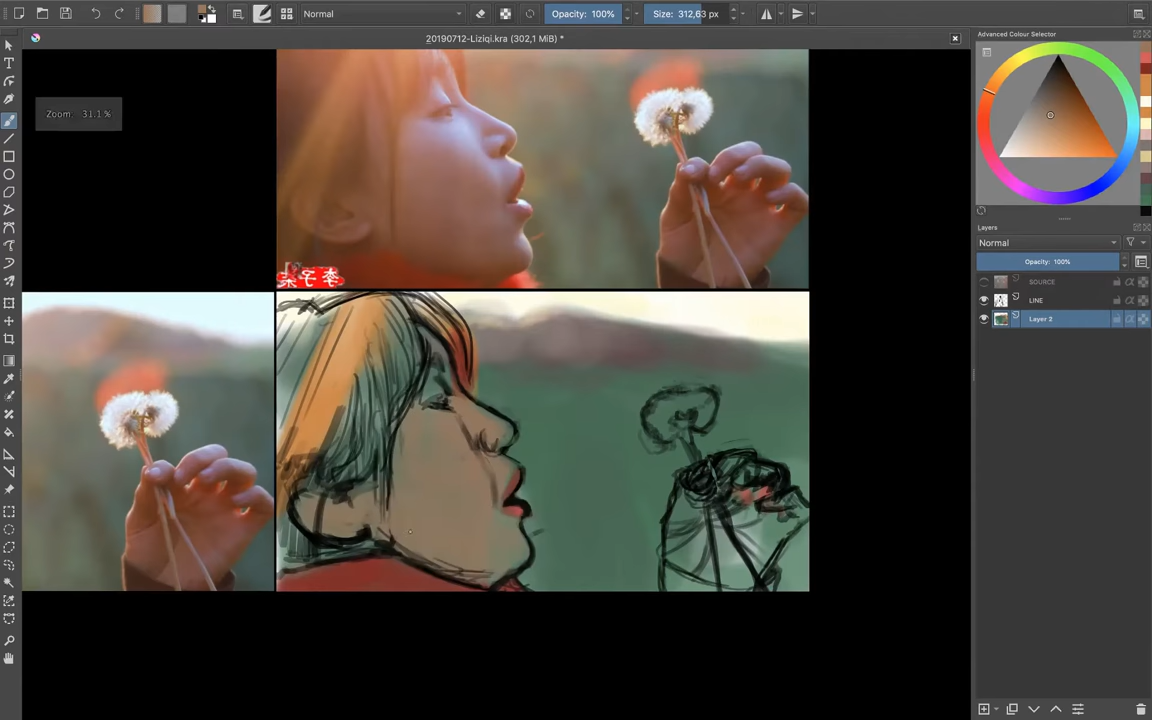 Normal
Opacity: 100%
Size: 312,63 px
20190712-Liziqi.kra (302,1 MiB) *
Zoom: 31.1 %
Advanced Colour Selector
Layers
Normal
Opacity: 100%
SOURCE
LINE
Layer 2